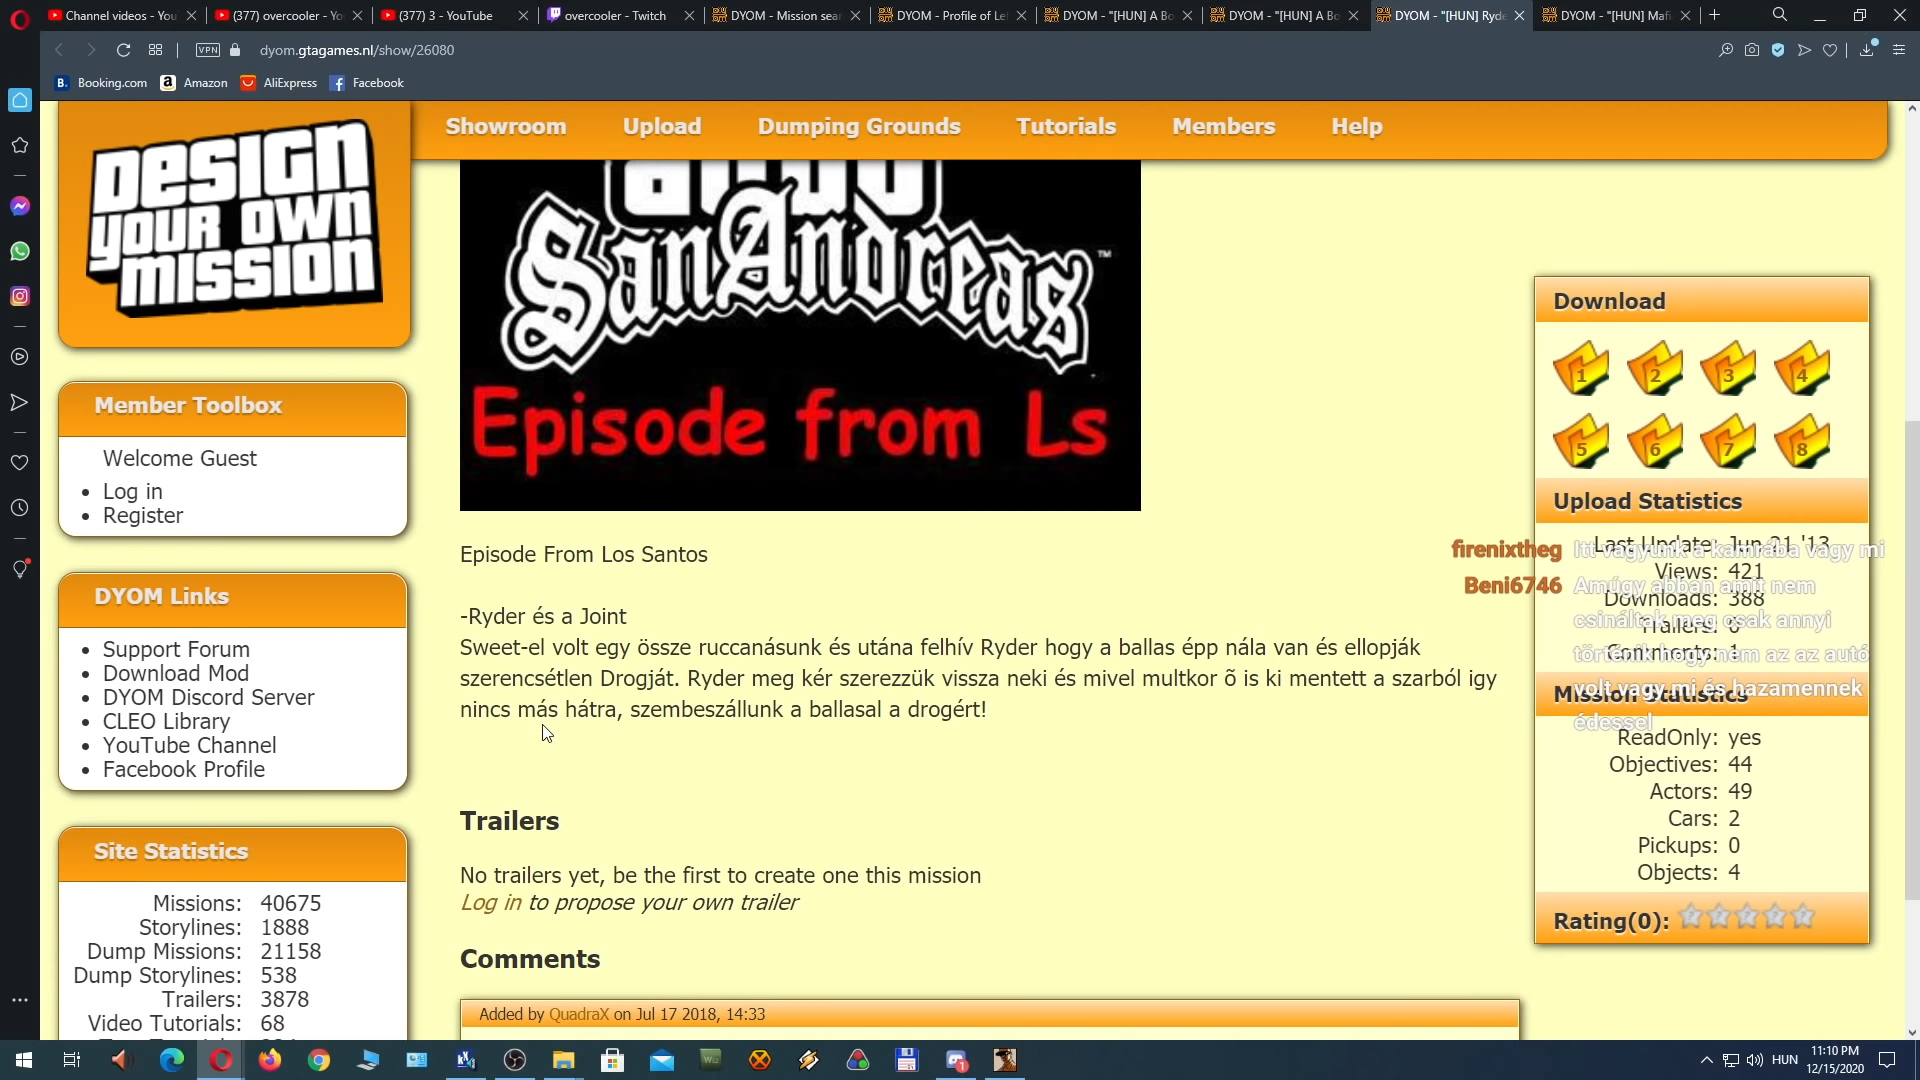 Channel videos - You
(377) overcooler - Yo
(377) 3 - YouTube
overcooler - Twitch
DYOM - Mission sear
DYOM - Profile of Lel
DYOM - "[HUN] A Bo
DYOM - "[HUN] A Bo
DYOM - "[HUN] Ryde
DYOM - "[HUN] Mafi
VPN
dyom.gtagames.nl/show/26080
Booking.com
Amazon
AliExpress
Facebook
DESIGN
YOUR OWN
MISSION
Showroom
Upload
Dumping Grounds
Tutorials
Members
Help
San Andreas™
Episode from Ls
Member Toolbox
Welcome Guest
Log in
Register
DYOM Links
Support Forum
Download Mod
DYOM Discord Server
CLEO Library
YouTube Channel
Facebook Profile
Site Statistics
Missions: 40675
Storylines: 1888
Dump Missions: 21158
Dump Storylines: 538
Trailers: 3878
Video Tutorials: 68
Episode From Los Santos
-Ryder és a Joint
Sweet-el volt egy össze ruccanásunk és utána felhív Ryder hogy a ballas épp nála van és ellopják
szerencsétlen Drogját. Ryder meg kér szerezzük vissza neki és mivel multkor õ is ki mentett a szarból igy
nincs más hátra, szembeszállunk a ballasal a drogért!
Trailers
No trailers yet, be the first to create one this mission
Log in to propose your own trailer
Comments
Added by QuadraX on Jul 17 2018, 14:33
Download
1 2 3 4
5 6 7 8
Upload Statistics
Last Update: Jun 21 '13
Views: 421
Downloads: 388
Trailers: 0
Comments: 1
Mission Statistics
ReadOnly: yes
Objectives: 44
Actors: 49
Cars: 2
Pickups: 0
Objects: 4
Rating(0):
firenixtheg Itt vagyunk a kamrába vagy mi
Beni6746 Amúgy abban amit nem
csináltak meg csak annyi
történik hogy nem az az autó
volt vagy mi és hazamennek
édessel
HUN
11:10 PM
12/15/2020